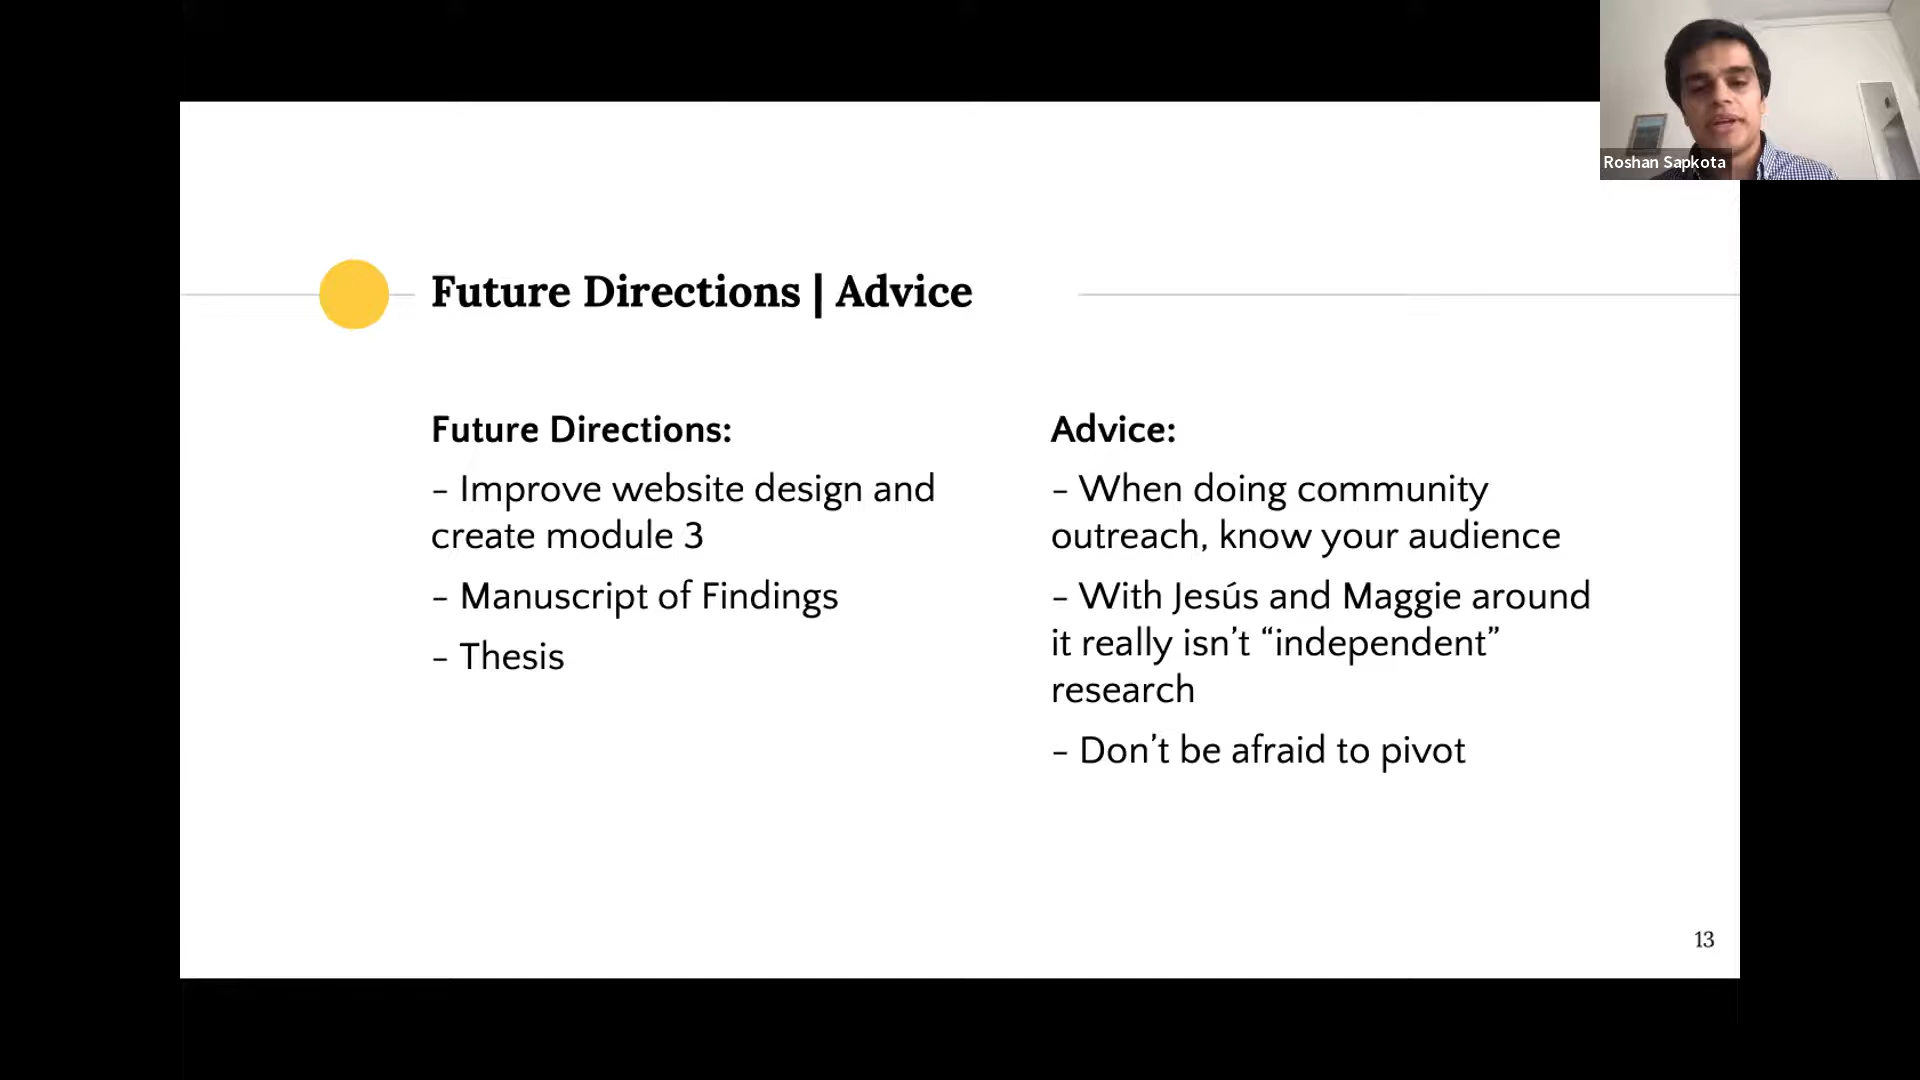 Roshan Sapkota
Future Directions | Advice
Future Directions:
– Improve website design and
create module 3
– Manuscript of Findings
– Thesis
Advice:
– When doing community
outreach, know your audience
– With Jesús and Maggie around
it really isn’t “independent”
research
– Don’t be afraid to pivot
13